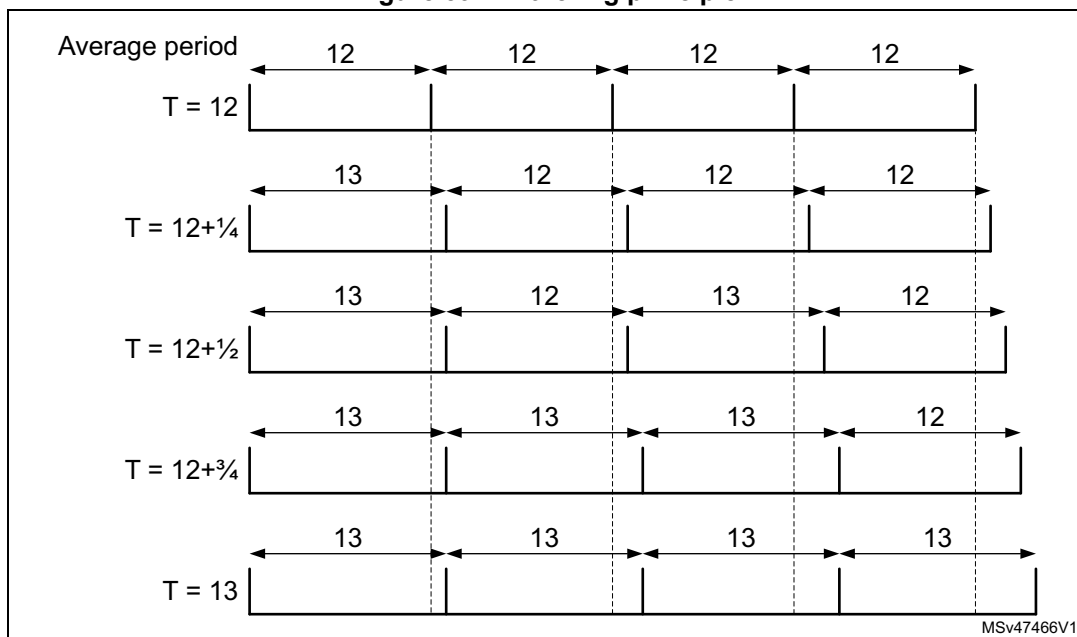 Average period
12 12 12 12
T = 12
13 12 12 12
T = 12+¼
13 12 13 12
T = 12+½
13 13 13 12
T = 12+¾
13 13 13 13
T = 13
MSv47466V1